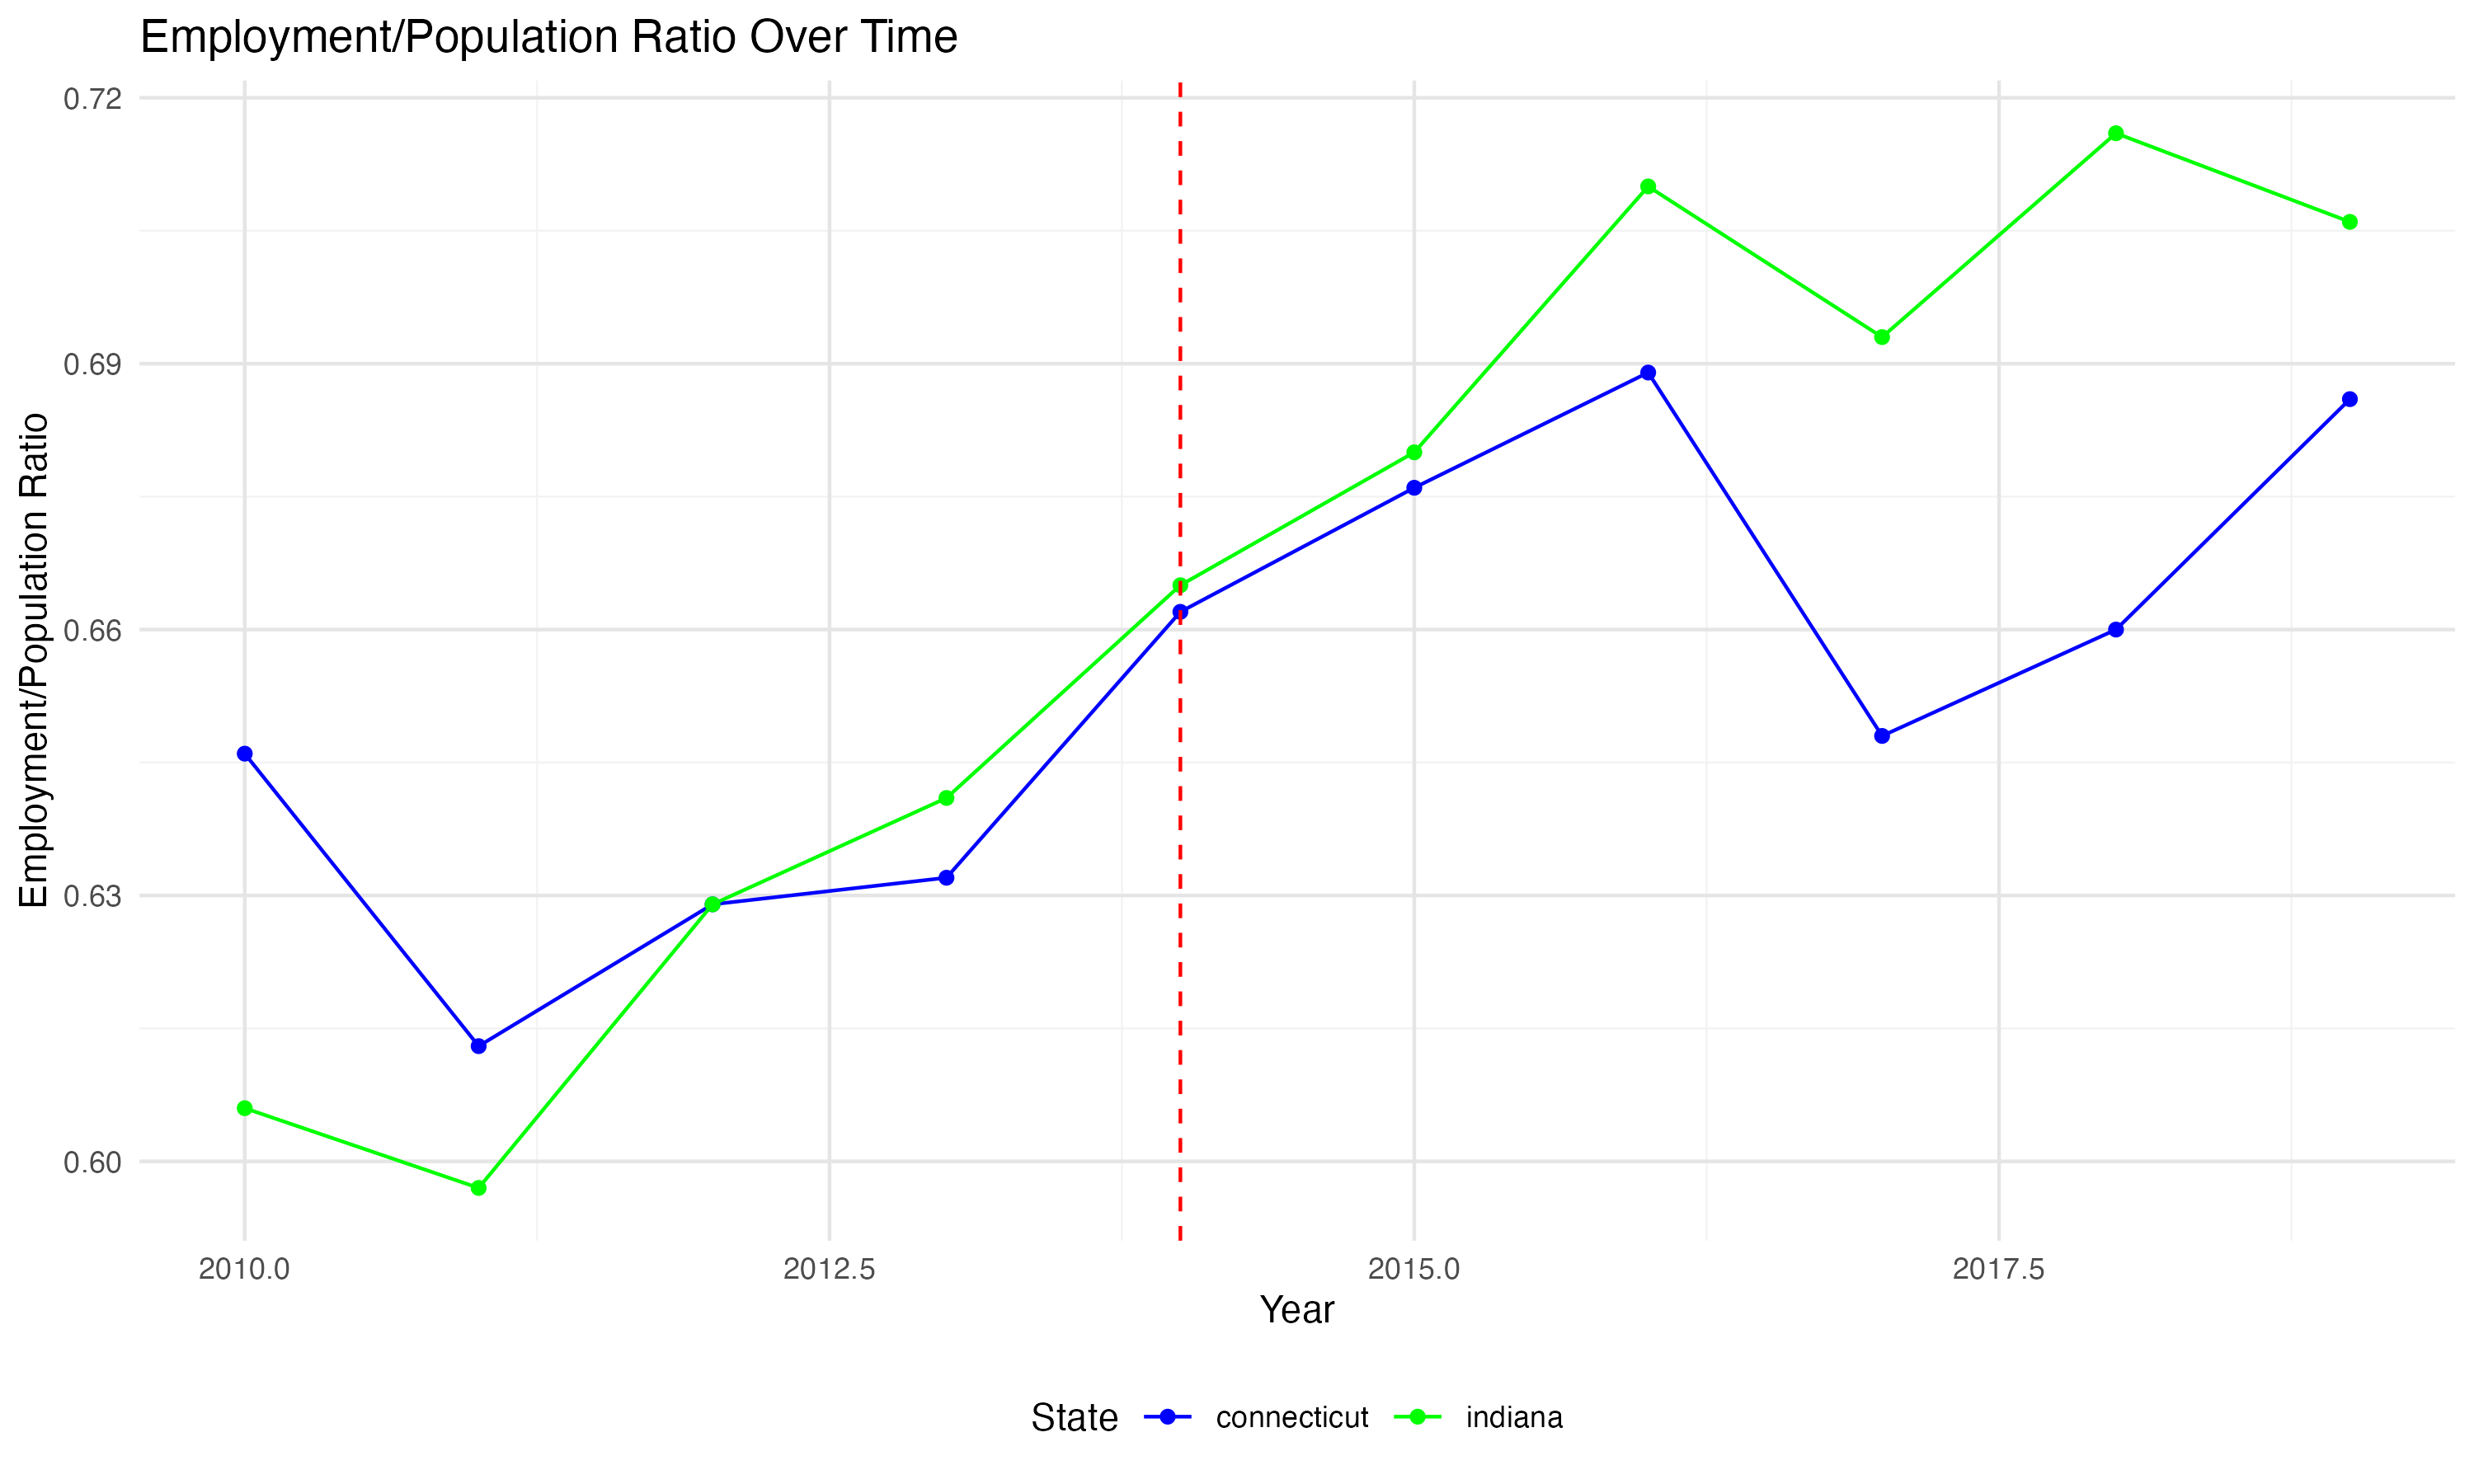 Employment/Population Ratio Over Time
Employment/Population Ratio
0.72
0.69
0.66
0.63
0.60
2010.0 2012.5 2015.0 2017.5
Year
State connecticut indiana